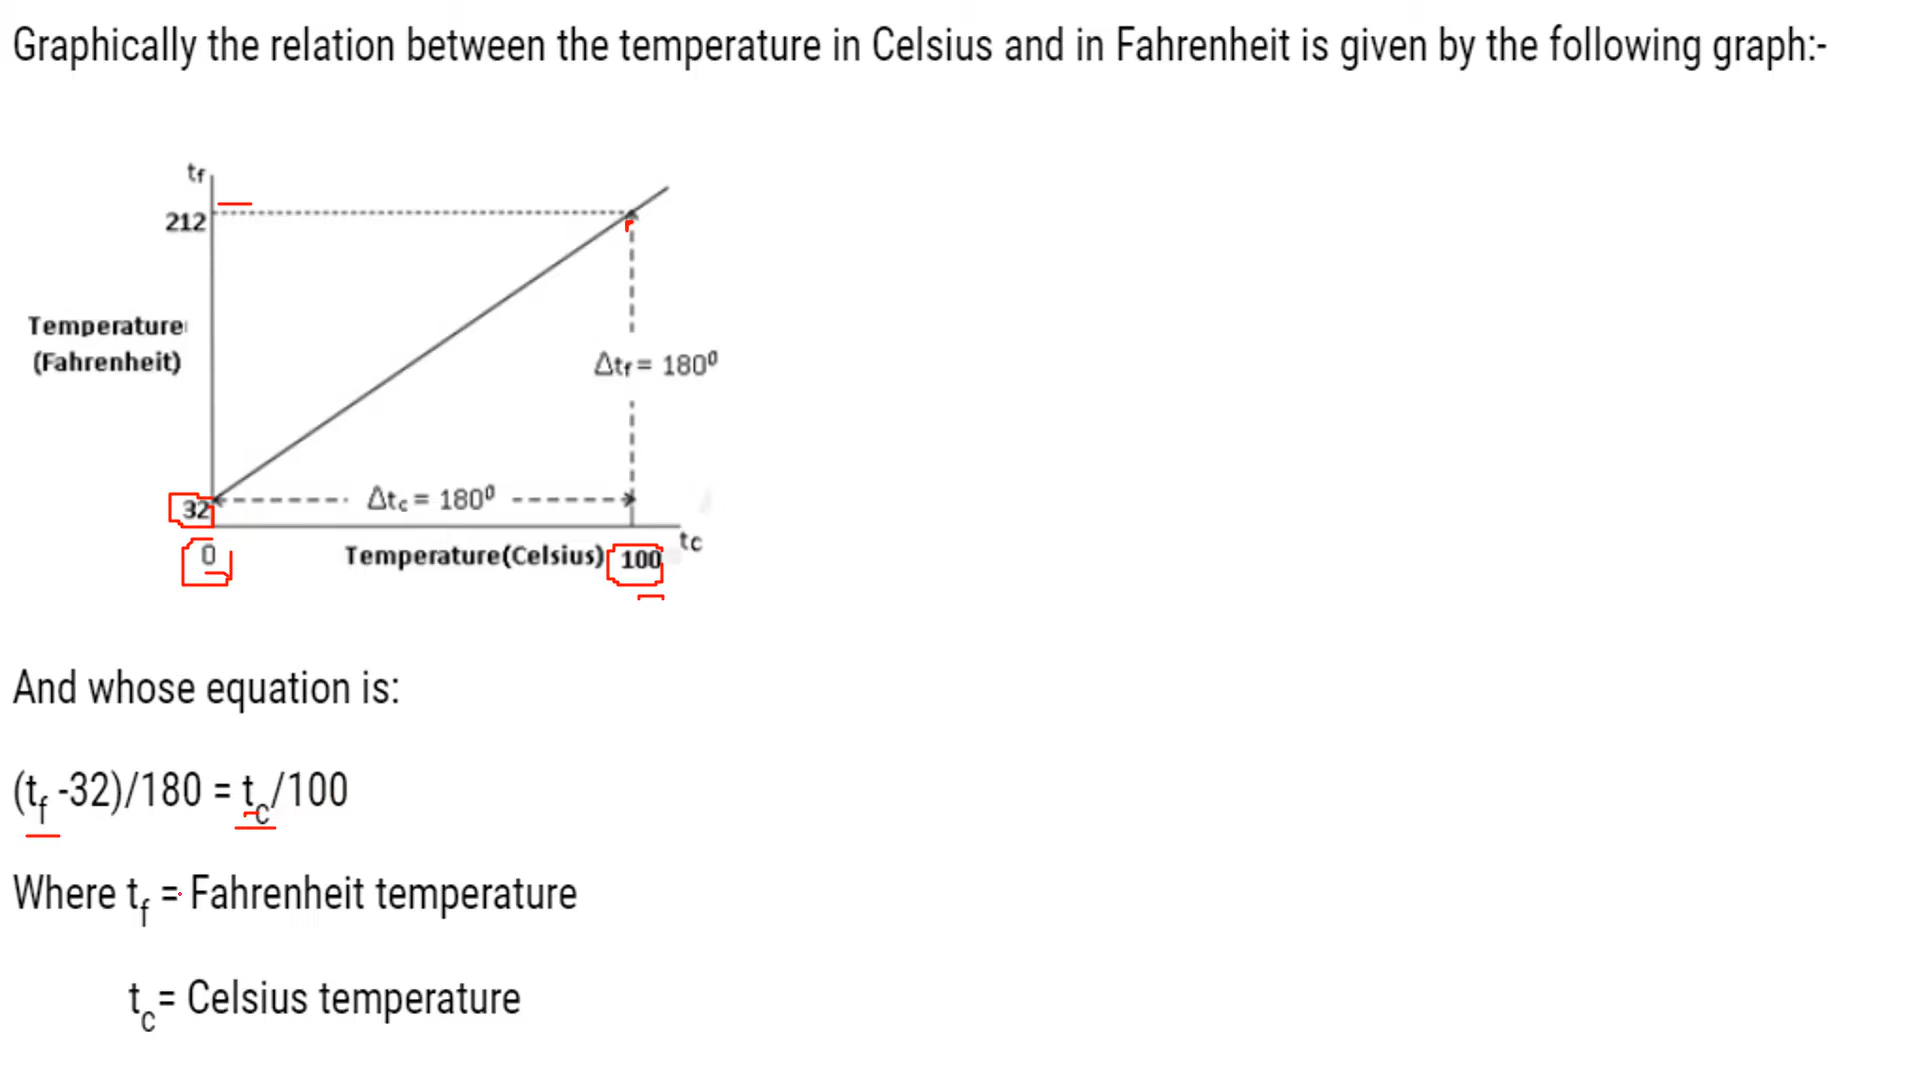 Graphically the relation between the temperature in Celsius and in Fahrenheit is given by the following graph:-
tf
212
Temperature
(Fahrenheit)
Δtf = 180⁰
32
Δtc = 180⁰
0
Temperature(Celsius)
100
tc
And whose equation is:
(tf -32)/180 = tc/100
Where tf = Fahrenheit temperature
tc= Celsius temperature